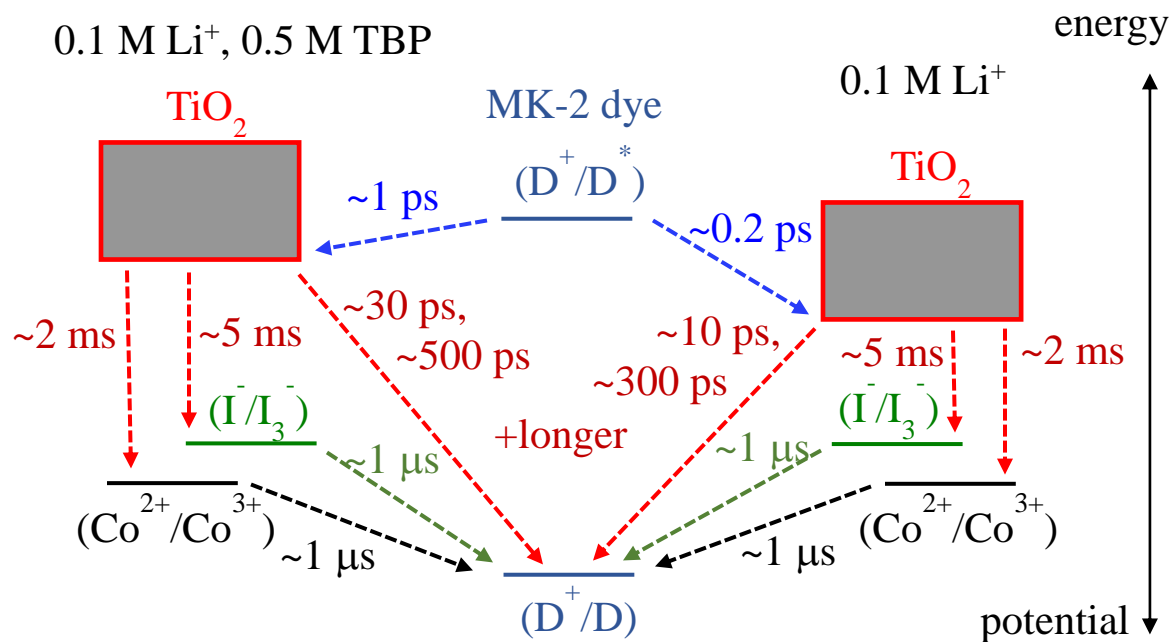 energy
0.1 M Li⁺, 0.5 M TBP
0.1 M Li⁺
TiO₂
MK-2 dye
(D⁺/D*)
TiO₂
~1 ps
~0.2 ps
~30 ps,
~500 ps
~10 ps,
~300 ps
~2 ms
~5 ms
~5 ms
~2 ms
(I⁻/I₃⁻)
+longer
(I⁻/I₃⁻)
~1 μs
~1 μs
(Co²⁺/Co³⁺)
(Co²⁺/Co³⁺)
~1 μs
~1 μs
(D⁺/D)
potential